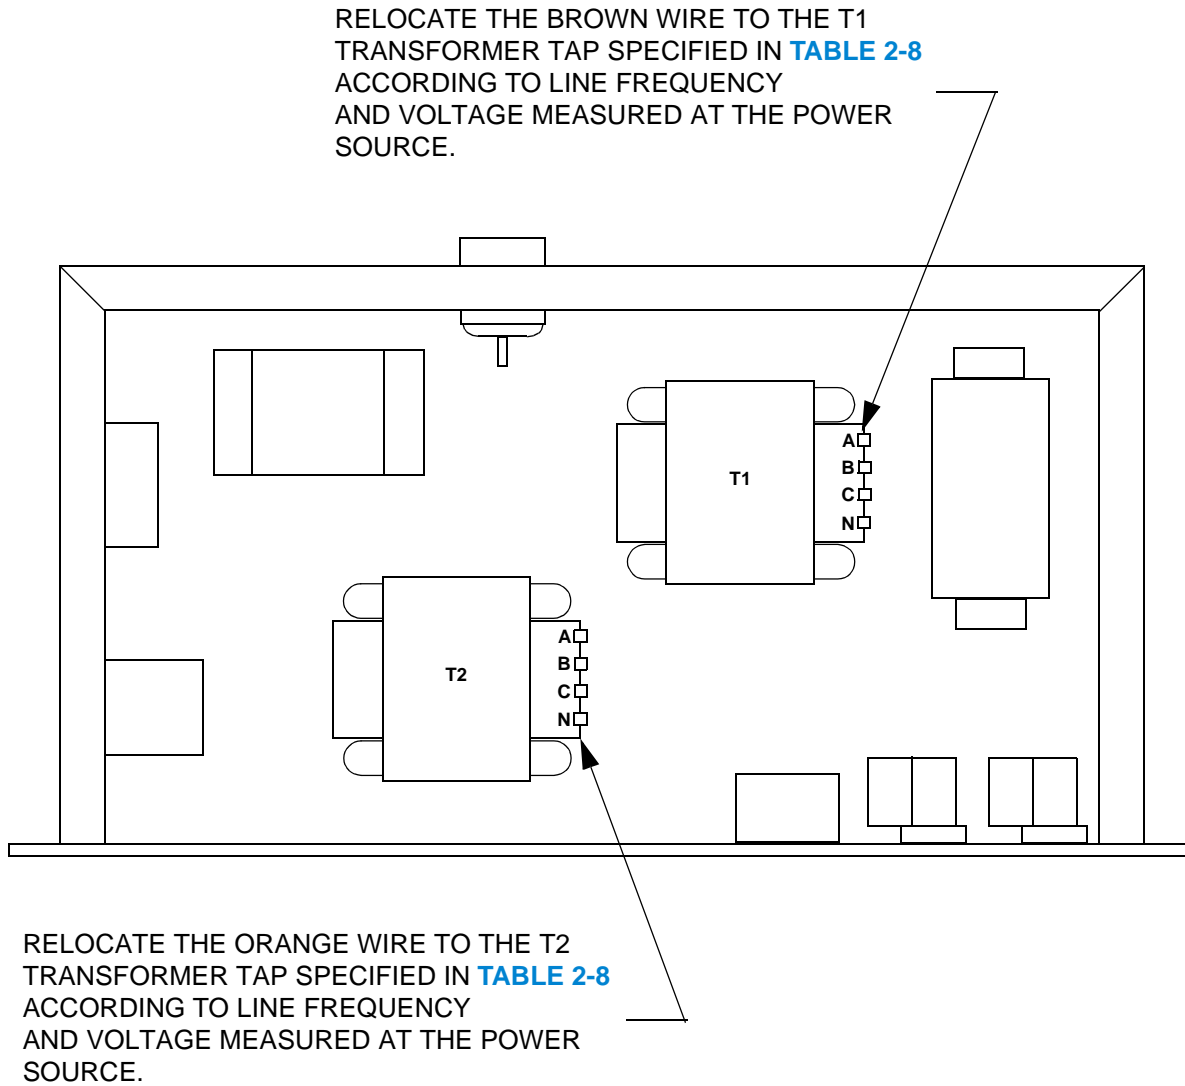 RELOCATE THE BROWN WIRE TO THE T1
TRANSFORMER TAP SPECIFIED IN TABLE 2-8
ACCORDING TO LINE FREQUENCY
AND VOLTAGE MEASURED AT THE POWER
SOURCE.
A
B
T1
C
N
A
B
T2
C
N
RELOCATE THE ORANGE WIRE TO THE T2
TRANSFORMER TAP SPECIFIED IN TABLE 2-8
ACCORDING TO LINE FREQUENCY
AND VOLTAGE MEASURED AT THE POWER
SOURCE.